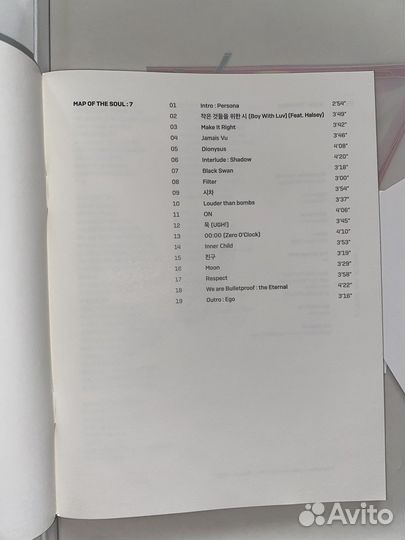 MAP OF THE SOUL : 7
01 Intro : Persona 2'54"
02 작은 것들을 위한 시 (Boy With Luv) (Feat. Halsey) 3'49"
03 Make It Right 3'42"
04 Jamais Vu 3'46"
05 Dionysus 4'08"
06 Interlude : Shadow 4'20"
07 Black Swan 3'18"
08 Filter 3'00"
09 시차 3'54"
10 Louder than bombs 3'37"
11 ON 4'06"
12 욱 (UGH!) 3'45"
13 00:00 (Zero O'Clock) 4'10"
14 Inner Child 3'53"
15 친구 3'19"
16 Moon 3'29"
17 Respect 3'58"
18 We are Bulletproof : the Eternal 4'22"
19 Outro : Ego 3'16"
Avito